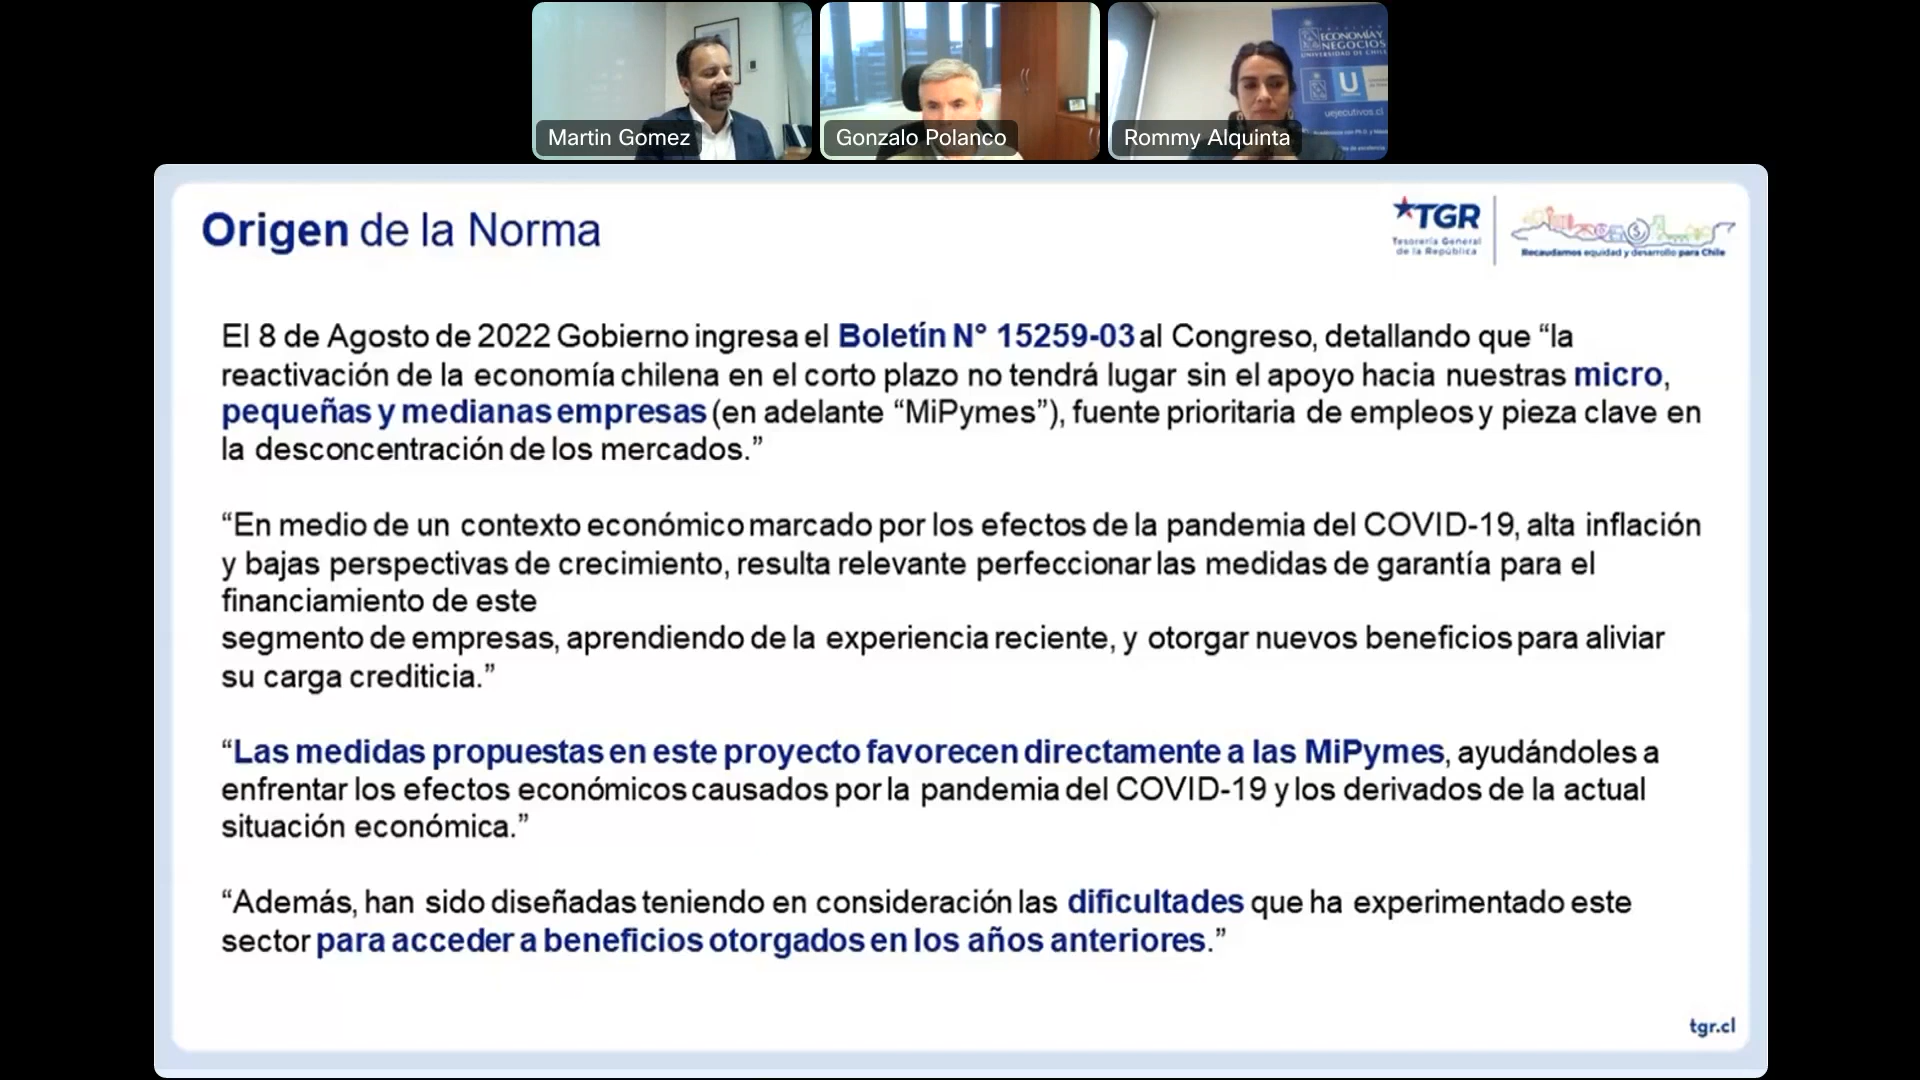 ECONOMÍA Y
NEGOCIOS
UNIVERSIDAD DE CHILE
U
uejecutivos.cl
Martin Gomez
Gonzalo Polanco
Rommy Alquinta
Origen de la Norma
TGR
Tesorería General
de la República
Recaudamos equidad y desarrollo para Chile
El 8 de Agosto de 2022 Gobierno ingresa el Boletín N° 15259-03 al Congreso, detallando que “la
reactivación de la economía chilena en el corto plazo no tendrá lugar sin el apoyo hacia nuestras micro,
pequeñas y medianas empresas (en adelante “MiPymes”), fuente prioritaria de empleos y pieza clave en
la desconcentración de los mercados.”
“En medio de un contexto económico marcado por los efectos de la pandemia del COVID-19, alta inflación
y bajas perspectivas de crecimiento, resulta relevante perfeccionar las medidas de garantía para el
financiamiento de este
segmento de empresas, aprendiendo de la experiencia reciente, y otorgar nuevos beneficios para aliviar
su carga crediticia.”
“Las medidas propuestas en este proyecto favorecen directamente a las MiPymes, ayudándoles a
enfrentar los efectos económicos causados por la pandemia del COVID-19 y los derivados de la actual
situación económica.”
“Además, han sido diseñadas teniendo en consideración las dificultades que ha experimentado este
sector para acceder a beneficios otorgados en los años anteriores.”
tgr.cl